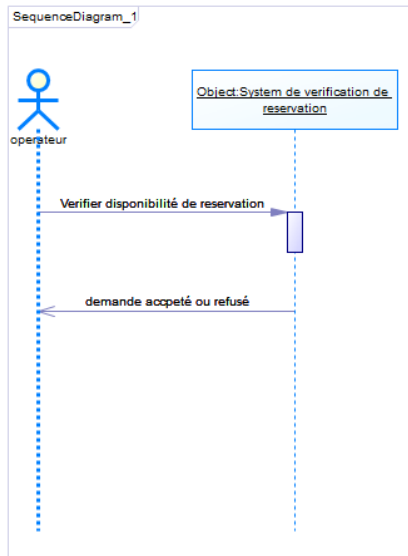 SequenceDiagram_1
operateur
Object:System de verification de
reservation
Verifier disponibilité de reservation
demande accpeté ou refusé